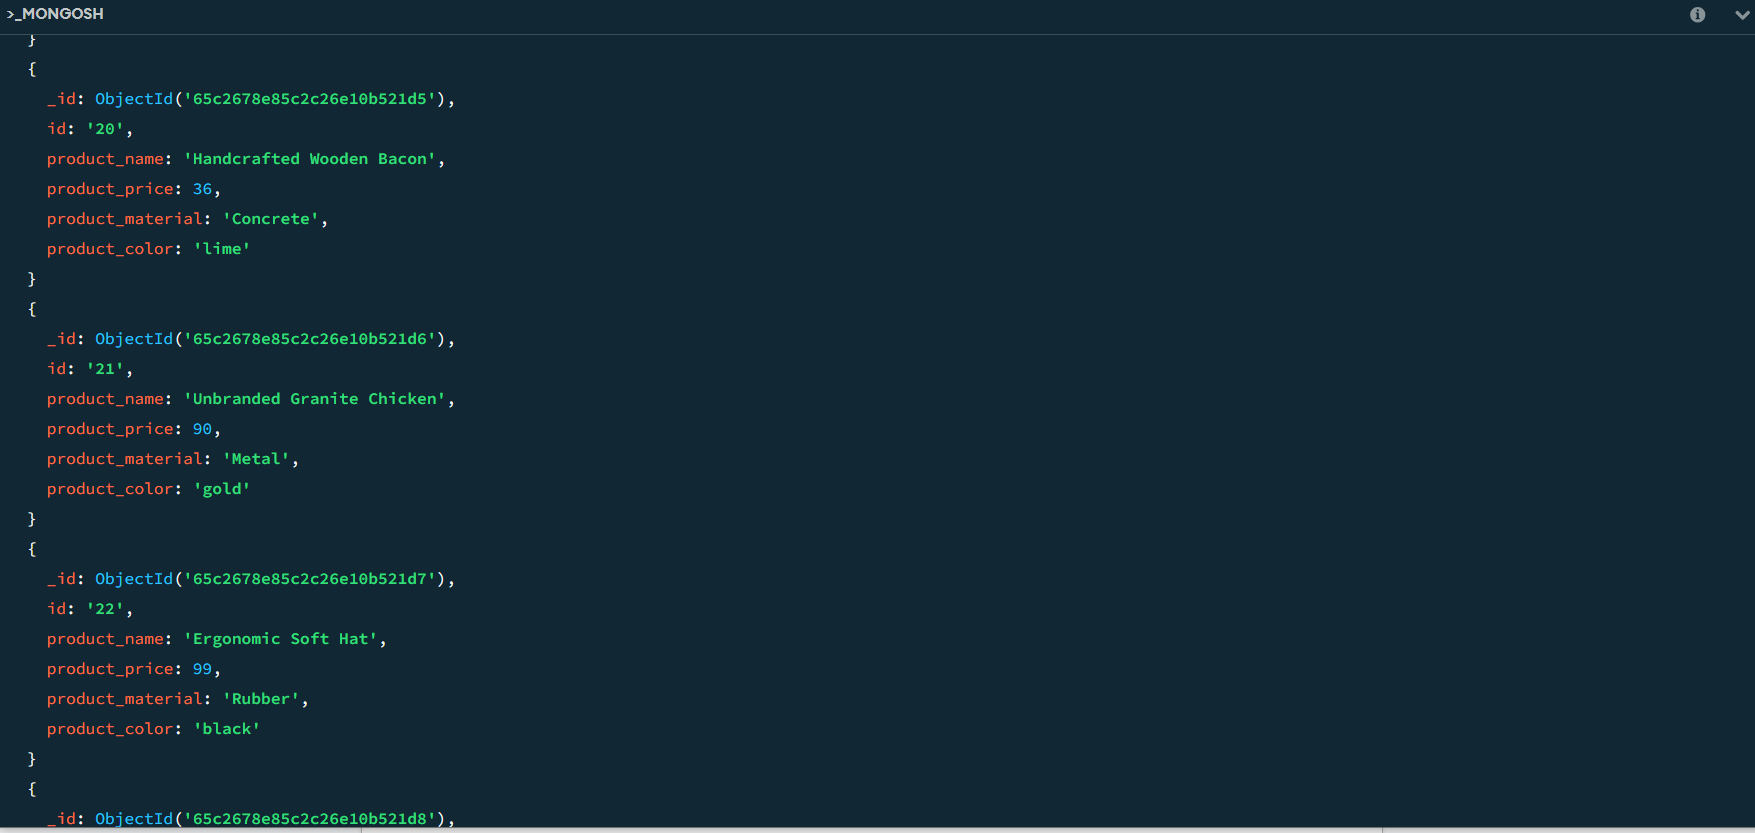 >_MONGOSH
}
{
_id: ObjectId('65c2678e85c2c26e10b521d5'),
id: '20',
product_name: 'Handcrafted Wooden Bacon',
product_price: 36,
product_material: 'Concrete',
product_color: 'lime'
}
{
_id: ObjectId('65c2678e85c2c26e10b521d6'),
id: '21',
product_name: 'Unbranded Granite Chicken',
product_price: 90,
product_material: 'Metal',
product_color: 'gold'
}
{
_id: ObjectId('65c2678e85c2c26e10b521d7'),
id: '22',
product_name: 'Ergonomic Soft Hat',
product_price: 99,
product_material: 'Rubber',
product_color: 'black'
}
{
_id: ObjectId('65c2678e85c2c26e10b521d8'),